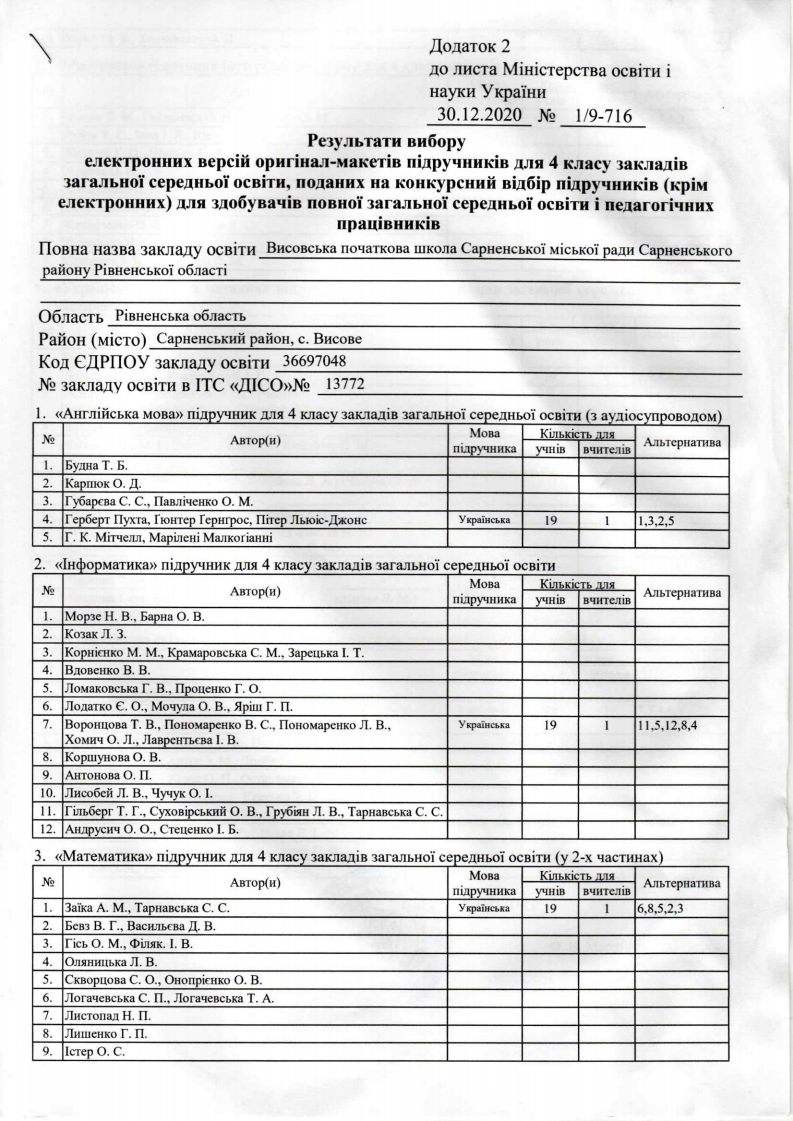 Додаток 2
до листа Міністерства освіти і
науки України
30.12.2020 № 1/9-716
Результати вибору
електронних версій оригінал-макетів підручників для 4 класу закладів
загальної середньої освіти, поданих на конкурсний відбір підручників (крім
електронних) для здобувачів повної загальної середньої освіти і педагогічних
працівників
Повна назва закладу освіти Висовська початкова школа Сарненської міської ради Сарненського
району Рівненської області
Область Рівненська область
Район (місто) Сарненський район, с. Висове
Код ЄДРПОУ закладу освіти 36697048
№ закладу освіти в ІТС «ДІСО»№ 13772
1. «Англійська мова» підручник для 4 класу закладів загальної середньої освіти (з аудіосупроводом)
№ Автор(и) Мова підручника Кількість для учнів вчителів Альтернатива
1. Будна Т. Б.
2. Карпюк О. Д.
3. Губарєва С. С., Павліченко О. М.
4. Герберт Пухта, Ґюнтер Ґернґрос, Пітер Льюіс-Джонс Українська 19 1 1,3,2,5
5. Г. К. Мітчелл, Марілені Малкогіанні
2. «Інформатика» підручник для 4 класу закладів загальної середньої освіти
№ Автор(и) Мова підручника Кількість для учнів вчителів Альтернатива
1. Морзе Н. В., Барна О. В.
2. Козак Л. З.
3. Корнієнко М. М., Крамаровська С. М., Зарецька І. Т.
4. Вдовенко В. В.
5. Ломаковська Г. В., Проценко Г. О.
6. Лодатко Є. О., Мочула О. В., Яріш Г. П.
7. Воронцова Т. В., Пономаренко В. С., Пономаренко Л. В., Українська 19 1 11,5,12,8,4
Хомич О. Л., Лаврентьєва І. В.
8. Коршунова О. В.
9. Антонова О. П.
10. Лисобей Л. В., Чучук О. І.
11. Гільберг Т. Г., Суховірський О. В., Грубіян Л. В., Тарнавська С. С.
12. Андрусич О. О., Стеценко І. Б.
3. «Математика» підручник для 4 класу закладів загальної середньої освіти (у 2-х частинах)
№ Автор(и) Мова підручника Кількість для учнів вчителів Альтернатива
1. Заїка А. М., Тарнавська С. С. Українська 19 1 6,8,5,2,3
2. Бевз В. Г., Васильєва Д. В.
3. Гісь О. М., Філяк. І. В.
4. Оляницька Л. В.
5. Скворцова С. О., Онопрієнко О. В.
6. Логачевська С. П., Логачевська Т. А.
7. Листопад Н. П.
8. Лишенко Г. П.
9. Істер О. С.